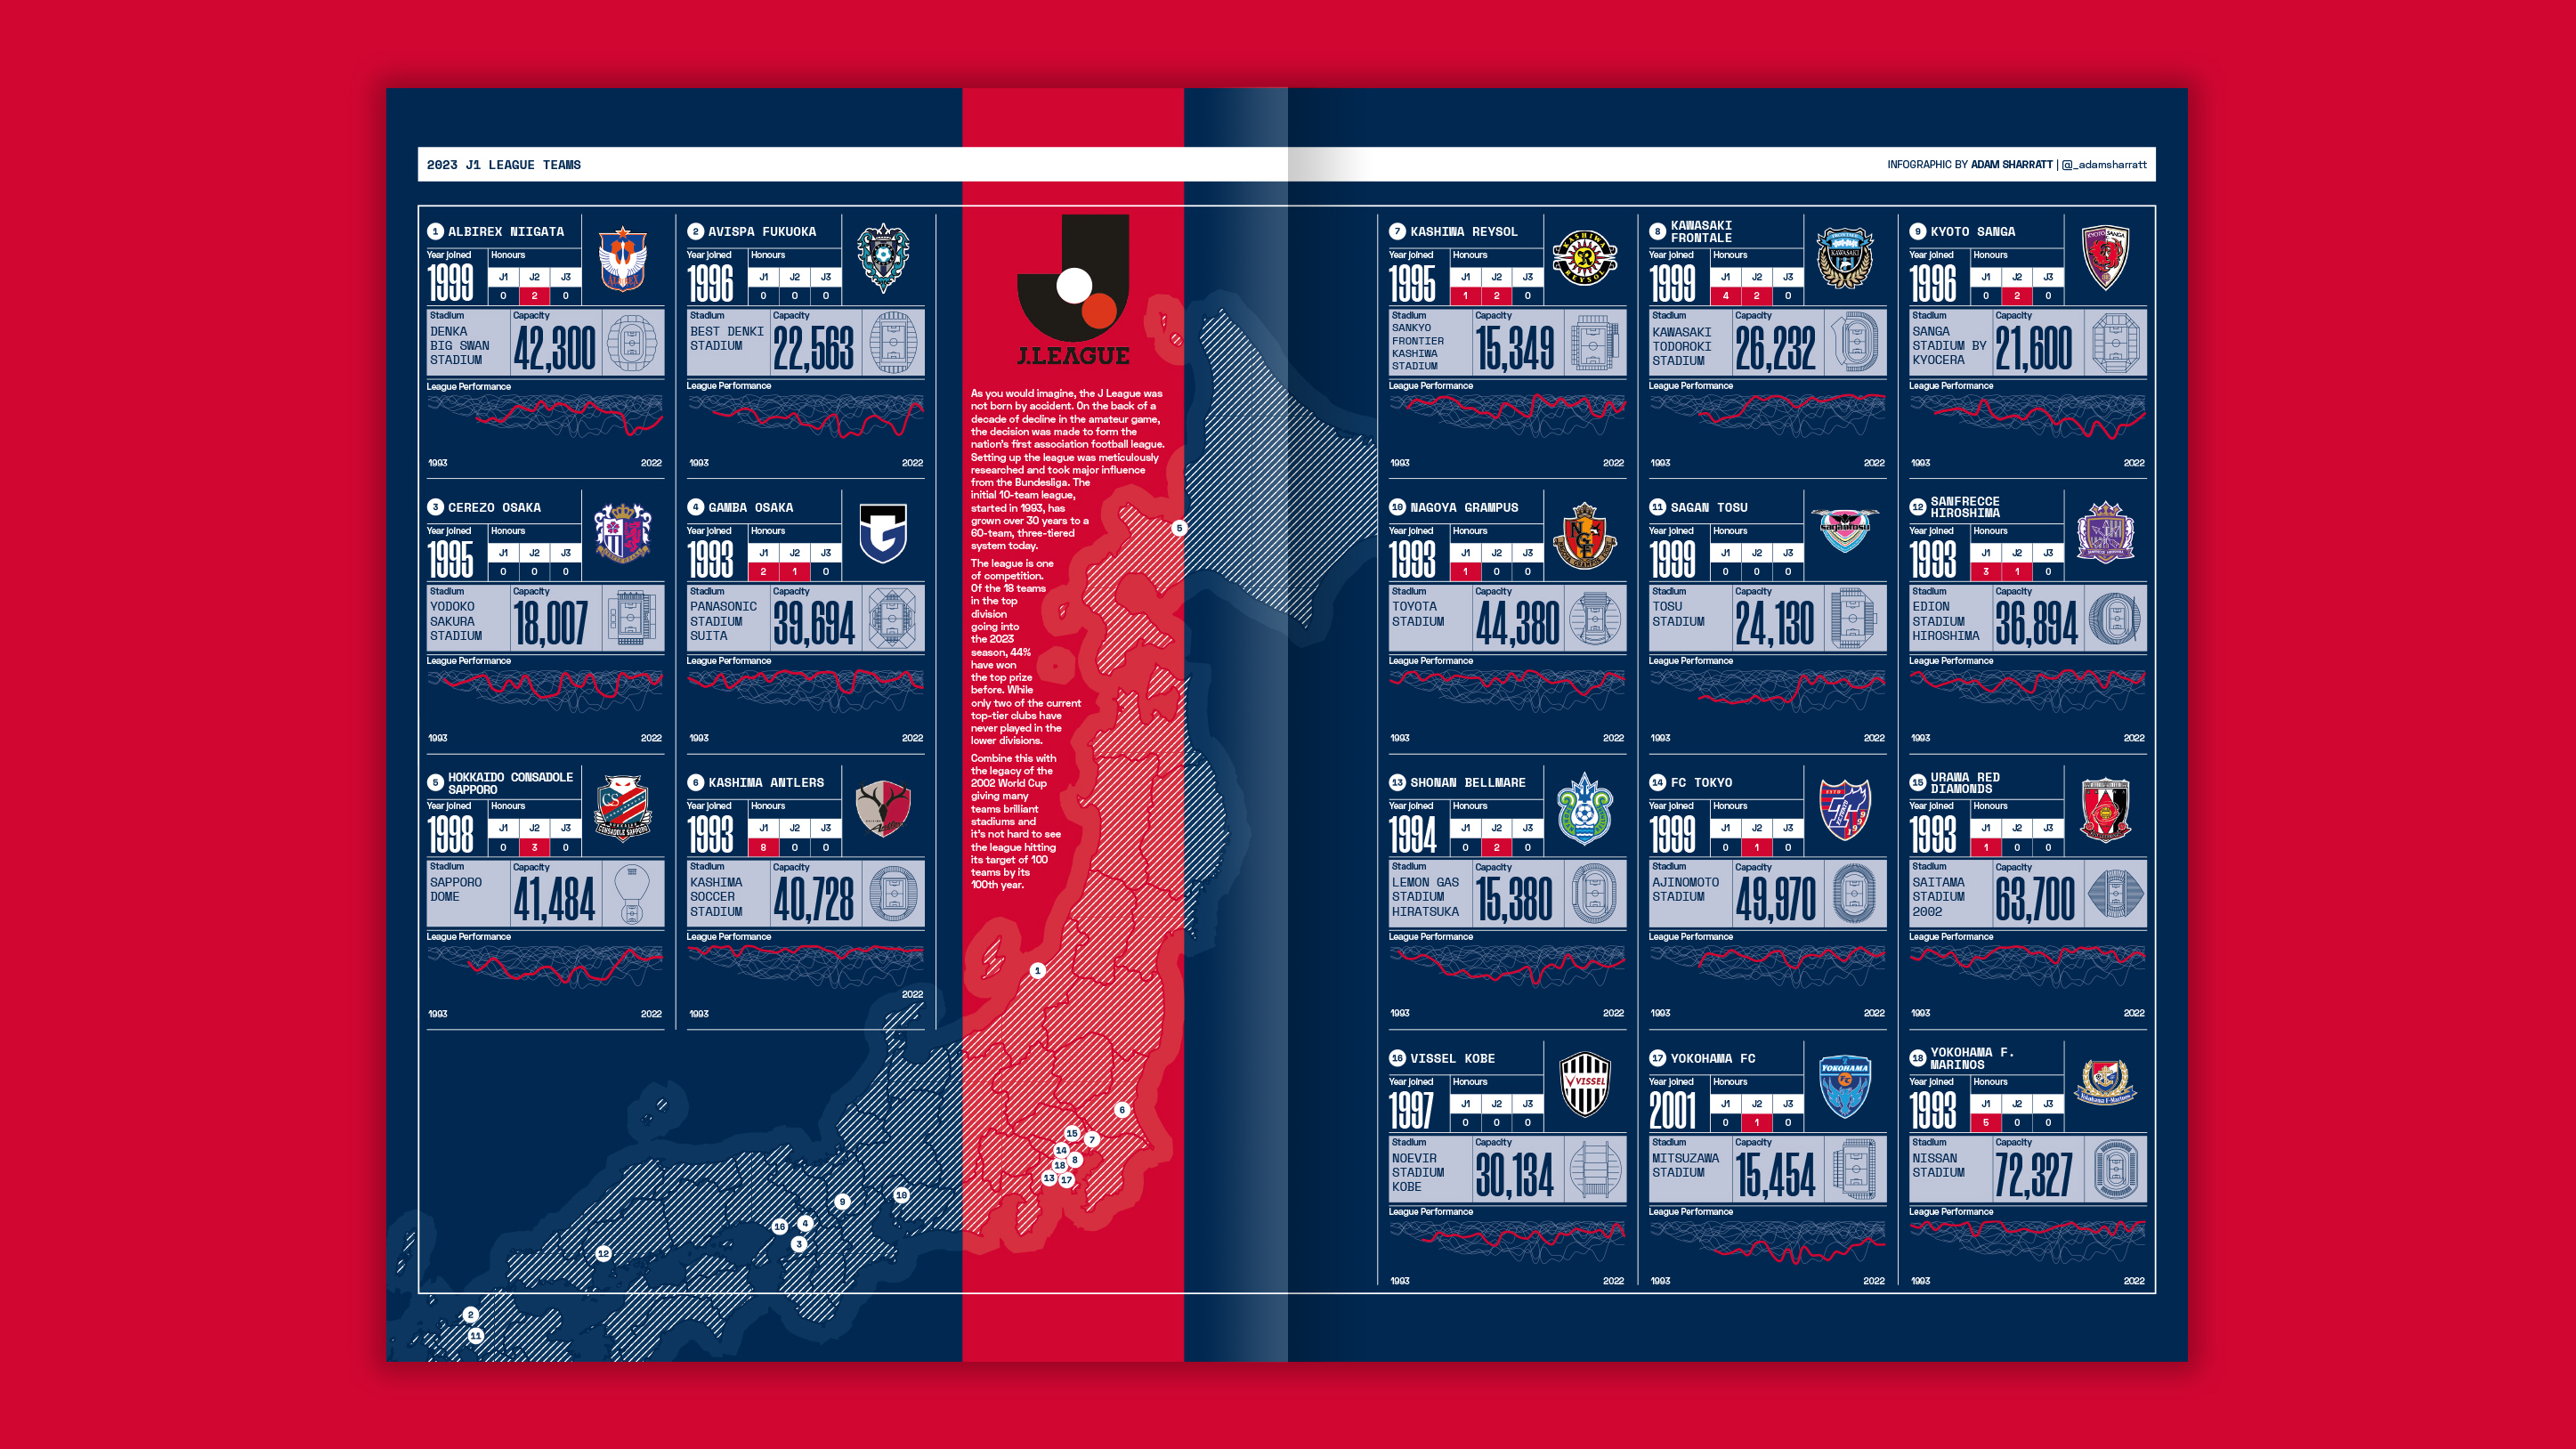 2023 J1 LEAGUE TEAMS
INFOGRAPHIC BY ADAM SHARRATT | @_adamsharratt
1 ALBIREX NIIGATA
Year joined Honours
1999
J1 J2 J3
0 2 0
Stadium Capacity
DENKA
BIG SWAN
STADIUM
42,300
League Performance
1993 2022
2 AVISPA FUKUOKA
Year joined Honours
1996
J1 J2 J3
0 0 0
Stadium Capacity
BEST DENKI
STADIUM
22,563
League Performance
1993 2022
3 CEREZO OSAKA
Year joined Honours
1995
J1 J2 J3
0 0 0
Stadium Capacity
YODOKO
SAKURA
STADIUM
18,007
League Performance
1993 2022
4 GAMBA OSAKA
Year joined Honours
1993
J1 J2 J3
2 1 0
Stadium Capacity
PANASONIC
STADIUM
SUITA
39,694
League Performance
1993 2022
5 HOKKAIDO CONSADOLE
SAPPORO
Year joined Honours
1998
J1 J2 J3
0 3 0
Stadium Capacity
SAPPORO
DOME
41,484
League Performance
1993 2022
6 KASHIMA ANTLERS
Year joined Honours
1993
J1 J2 J3
8 0 0
Stadium Capacity
KASHIMA
SOCCER
STADIUM
40,728
League Performance
1993 2022
J.LEAGUE
As you would imagine, the J League was
not born by accident. On the back of a
decade of decline in the amateur game,
the decision was made to form the
nation's first association football league.
Setting up the league was meticulously
researched and took major influence
from the Bundesliga. The
initial 10-team league,
started in 1993, has
grown over 30 years to a
60-team, three-tiered
system today.
The league is one
of competition.
Of the 18 teams
in the top
division
going into
the 2023
season, 44%
have won
the top prize
before. While
only two of the current
top-tier clubs have
never played in the
lower divisions.
Combine this with
the legacy of the
2002 World Cup
giving many
teams brilliant
stadiums and
it's not hard to see
the league hitting
its target of 100
teams by its
100th year.
5
1
6
15
7
14
8
18
13
17
9
10
16
4
3
12
2
11
7 KASHIWA REYSOL
KASHIWA
REYSOL
Year joined Honours
1995
J1 J2 J3
1 2 0
Stadium Capacity
SANKYO
FRONTIER
KASHIWA
STADIUM
15,349
League Performance
1993 2022
8 KAWASAKI
FRONTALE
KAWASAKI
Year joined Honours
1999
J1 J2 J3
4 2 0
Stadium Capacity
KAWASAKI
TODOROKI
STADIUM
26,232
League Performance
1993 2022
9 KYOTO SANGA
KYOTO SANGA
Year joined Honours
1996
J1 J2 J3
0 2 0
Stadium Capacity
SANGA
STADIUM BY
KYOCERA
21,600
League Performance
1993 2022
10 NAGOYA GRAMPUS
Year joined Honours
1993
J1 J2 J3
1 0 0
Stadium Capacity
TOYOTA
STADIUM
44,380
League Performance
1993 2022
11 SAGAN TOSU
sagantosu
Year joined Honours
1999
J1 J2 J3
0 0 0
Stadium Capacity
TOSU
STADIUM
24,130
League Performance
1993 2022
12 SANFRECCE
HIROSHIMA
Year joined Honours
1993
J1 J2 J3
3 1 0
Stadium Capacity
EDION
STADIUM
HIROSHIMA
36,894
League Performance
1993 2022
13 SHONAN BELLMARE
Year joined Honours
1994
J1 J2 J3
0 2 0
Stadium Capacity
LEMON GAS
STADIUM
HIRATSUKA
15,380
League Performance
1993 2022
14 FC TOKYO
Year joined Honours
1999
J1 J2 J3
0 1 0
Stadium Capacity
AJINOMOTO
STADIUM
49,970
League Performance
1993 2022
15 URAWA RED
DIAMONDS
Year joined Honours
1993
J1 J2 J3
1 0 0
Stadium Capacity
SAITAMA
STADIUM
2002
63,700
League Performance
1993 2022
16 VISSEL KOBE
VISSEL
Year joined Honours
1997
J1 J2 J3
0 0 0
Stadium Capacity
NOEVIR
STADIUM
KOBE
30,134
League Performance
1993 2022
17 YOKOHAMA FC
YOKOHAMA
Year joined Honours
2001
J1 J2 J3
0 1 0
Stadium Capacity
MITSUZAWA
STADIUM
15,454
League Performance
1993 2022
18 YOKOHAMA F.
MARINOS
Year joined Honours
1993
J1 J2 J3
5 0 0
Stadium Capacity
NISSAN
STADIUM
72,327
League Performance
1993 2022